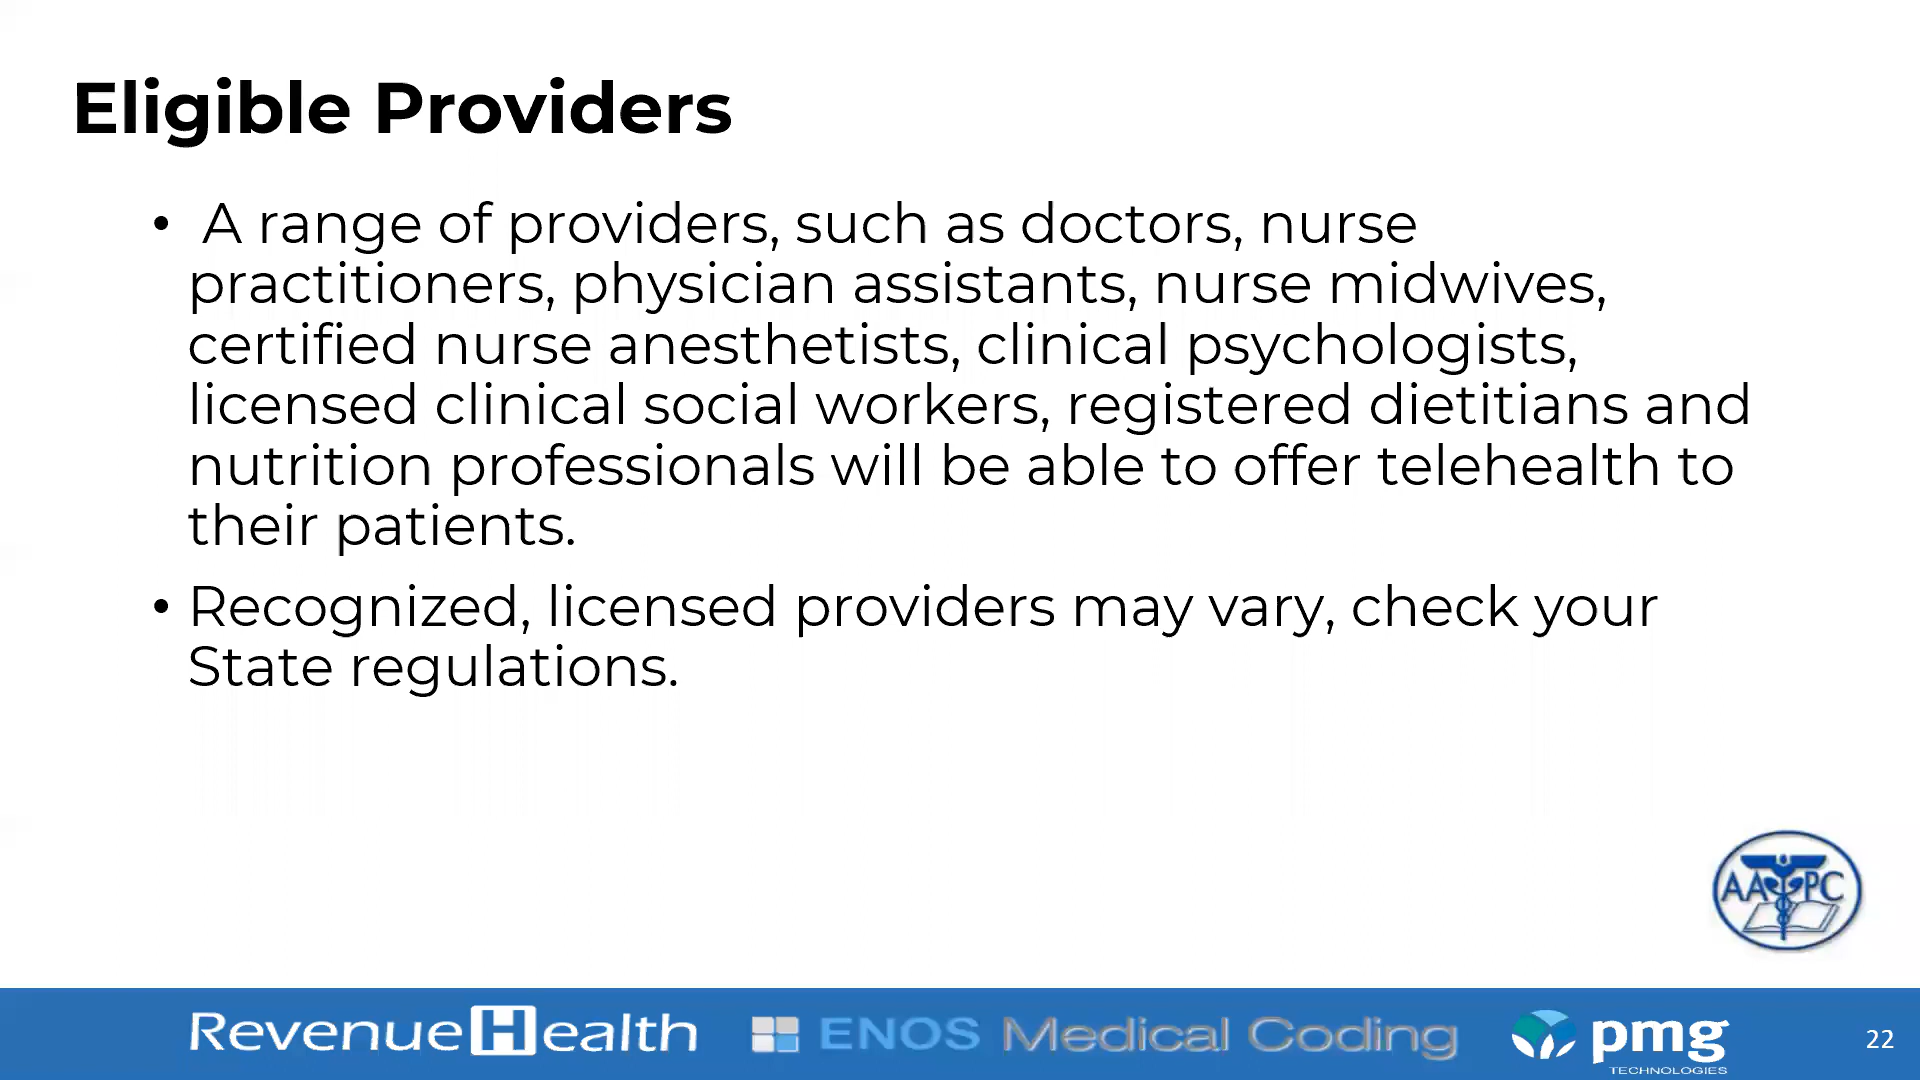 Eligible Providers
• A range of providers, such as doctors, nurse
practitioners, physician assistants, nurse midwives,
certified nurse anesthetists, clinical psychologists,
licensed clinical social workers, registered dietitians and
nutrition professionals will be able to offer telehealth to
their patients.
• Recognized, licensed providers may vary, check your
State regulations.
AAPC
RevenueHealth ENOS Medical Coding pmg 22
TECHNOLOGIES